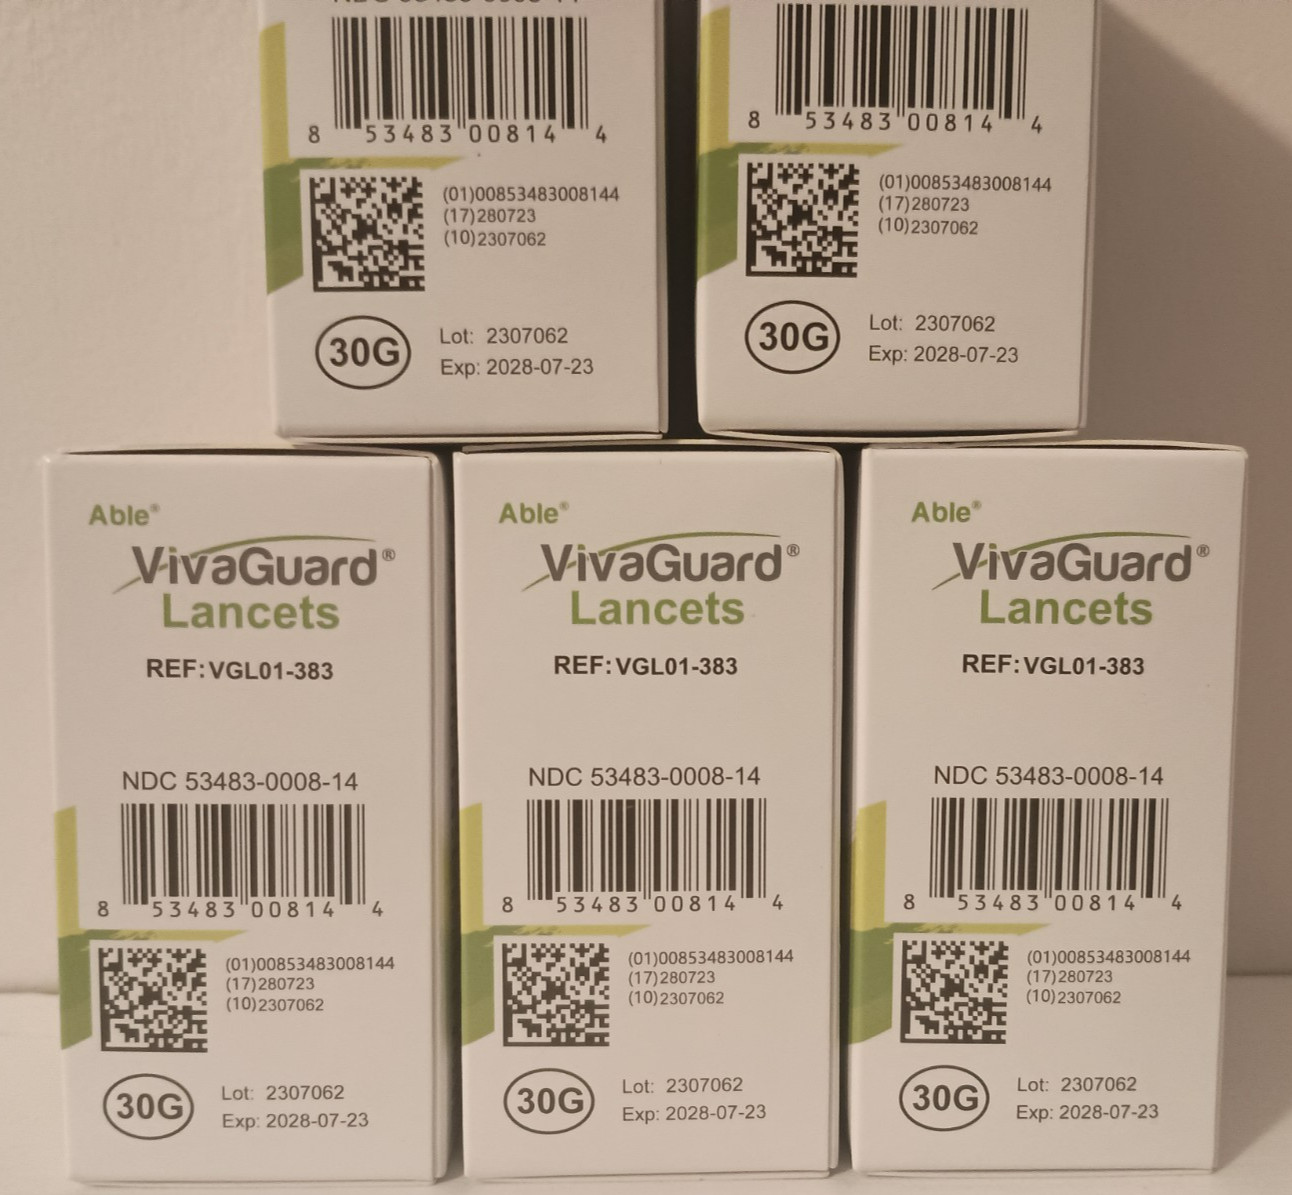 NDC 53483-0008-14
8 53483 00814 4
(01)00853483008144
(17)280723
(10)2307062
30G
Lot: 2307062
Exp: 2028-07-23
8 53483 00814 4
(01)00853483008144
(17)280723
(10)2307062
30G
Lot: 2307062
Exp: 2028-07-23
Able®
VivaGuard®
Lancets
REF: VGL01-383
NDC 53483-0008-14
8 53483 00814 4
(01)00853483008144
(17)280723
(10)2307062
30G
Lot: 2307062
Exp: 2028-07-23
Able®
VivaGuard®
Lancets
REF: VGL01-383
NDC 53483-0008-14
8 53483 00814 4
(01)00853483008144
(17)280723
(10)2307062
30G
Lot: 2307062
Exp: 2028-07-23
Able®
VivaGuard®
Lancets
REF: VGL01-383
NDC 53483-0008-14
8 53483 00814 4
(01)00853483008144
(17)280723
(10)2307062
30G
Lot: 2307062
Exp: 2028-07-23